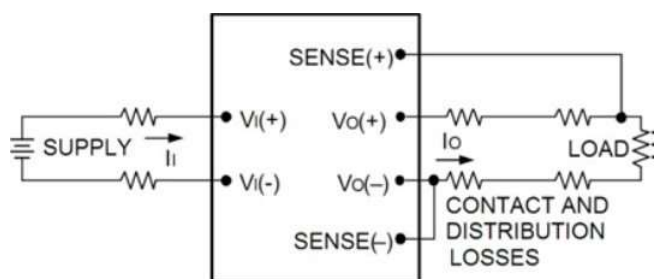 SENSE(+)
VI(+)
VO(+)
SUPPLY
II
IO
LOAD
VI(-)
VO(–)
CONTACT AND
DISTRIBUTION
LOSSES
SENSE(–)